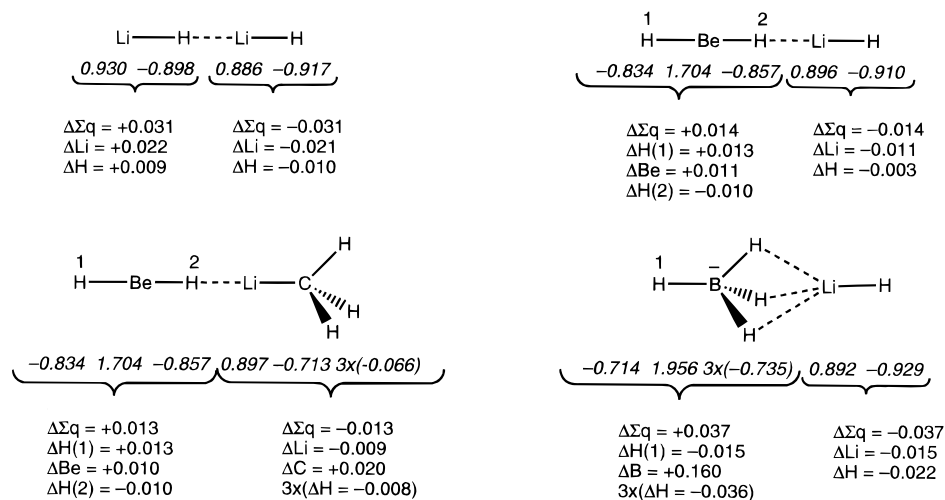 Li H Li H
0.930 −0.898 0.886 −0.917
ΔΣq = +0.031
ΔLi = +0.022
ΔH = +0.009
ΔΣq = −0.031
ΔLi = −0.021
ΔH = −0.010
1 2
H Be H Li H
−0.834 1.704 −0.857 0.896 −0.910
ΔΣq = +0.014
ΔH(1) = +0.013
ΔBe = +0.011
ΔH(2) = −0.010
ΔΣq = −0.014
ΔLi = −0.011
ΔH = −0.003
H
1 2
H Be H Li C
H
H
−0.834 1.704 −0.857 0.897 −0.713 3x(-0.066)
ΔΣq = +0.013
ΔH(1) = +0.013
ΔBe = +0.010
ΔH(2) = −0.010
ΔΣq = −0.013
ΔLi = −0.009
ΔC = +0.020
3x(ΔH = −0.008)
H
1 −
H B Li H
H
H
−0.714 1.956 3x(−0.735) 0.892 −0.929
ΔΣq = +0.037
ΔH(1) = −0.015
ΔB = +0.160
3x(ΔH = −0.036)
ΔΣq = −0.037
ΔLi = −0.015
ΔH = −0.022